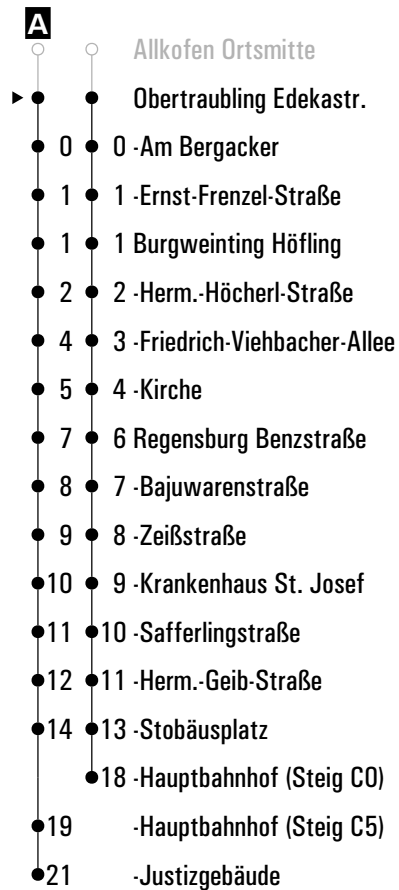 A
Allkofen Ortsmitte
Obertraubling Edekastr.
0 0 -Am Bergacker
1 1 -Ernst-Frenzel-Straße
1 1 Burgweinting Höfling
2 2 -Herm.-Höcherl-Straße
4 3 -Friedrich-Viehbacher-Allee
5 4 -Kirche
7 6 Regensburg Benzstraße
8 7 -Bajuwarenstraße
9 8 -Zeißstraße
10 9 -Krankenhaus St. Josef
11 10 -Safferlingstraße
12 11 -Herm.-Geib-Straße
14 13 -Stobäusplatz
18 -Hauptbahnhof (Steig C0)
19 -Hauptbahnhof (Steig C5)
21 -Justizgebäude